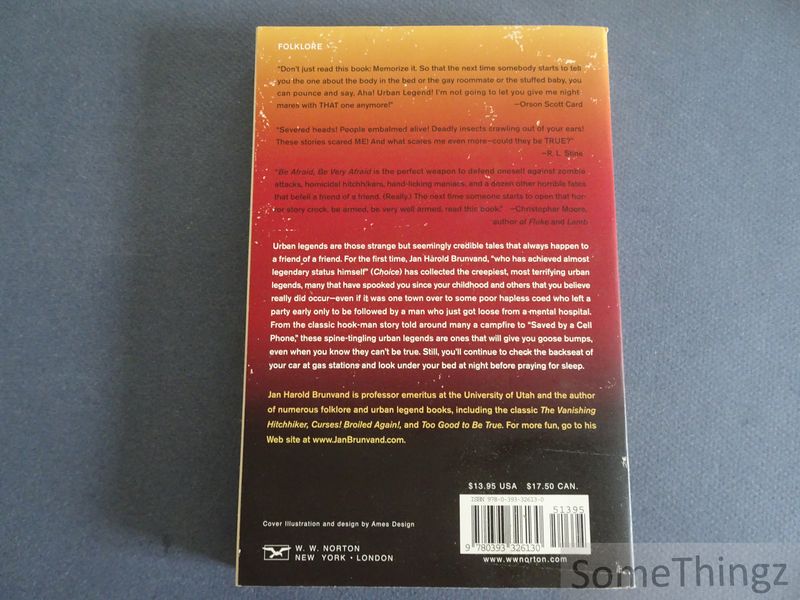 FOLKLORE
"Don't just read this book: Memorize it. So that the next time somebody starts to tell
you the one about the body in the bed or the gay roommate or the stuffed baby, you
can pounce and say, Aha! Urban Legend! I'm not going to let you give me night-
mares with THAT one anymore!" —Orson Scott Card
"Severed heads! People embalmed alive! Deadly insects crawling out of your ears!
These stories scared ME! And what scares me even more—could they be TRUE?"
—R. L. Stine
"Be Afraid, Be Very Afraid is the perfect weapon to defend oneself against zombie
attacks, homicidal hitchhikers, hand-licking maniacs, and a dozen other horrible fates
that befell a friend of a friend. (Really.) The next time someone starts to open that hor-
ror story crock, be armed, be very well armed, read this book." —Christopher Moore,
author of Fluke and Lamb
Urban legends are those strange but seemingly credible tales that always happen to
a friend of a friend. For the first time, Jan Harold Brunvand, "who has achieved almost
legendary status himself" (Choice) has collected the creepiest, most terrifying urban
legends, many that have spooked you since your childhood and others that you believe
really did occur—even if it was one town over to some poor hapless coed who left a
party early only to be followed by a man who just got loose from a mental hospital.
From the classic hook-man story told around many a campfire to "Saved by a Cell
Phone," these spine-tingling urban legends are ones that will give you goose bumps,
even when you know they can't be true. Still, you'll continue to check the backseat of
your car at gas stations and look under your bed at night before praying for sleep.
Jan Harold Brunvand is professor emeritus at the University of Utah and the author
of numerous folklore and urban legend books, including the classic The Vanishing
Hitchhiker, Curses! Broiled Again!, and Too Good to Be True. For more fun, go to his
Web site at www.JanBrunvand.com.
$13.95 USA $17.50 CAN.
ISBN 978-0-393-32613-0
51395
9 780393 326130
www.wwnorton.com
Cover Illustration and design by Ames Design
W. W. NORTON
NEW YORK • LONDON
SomeThingz